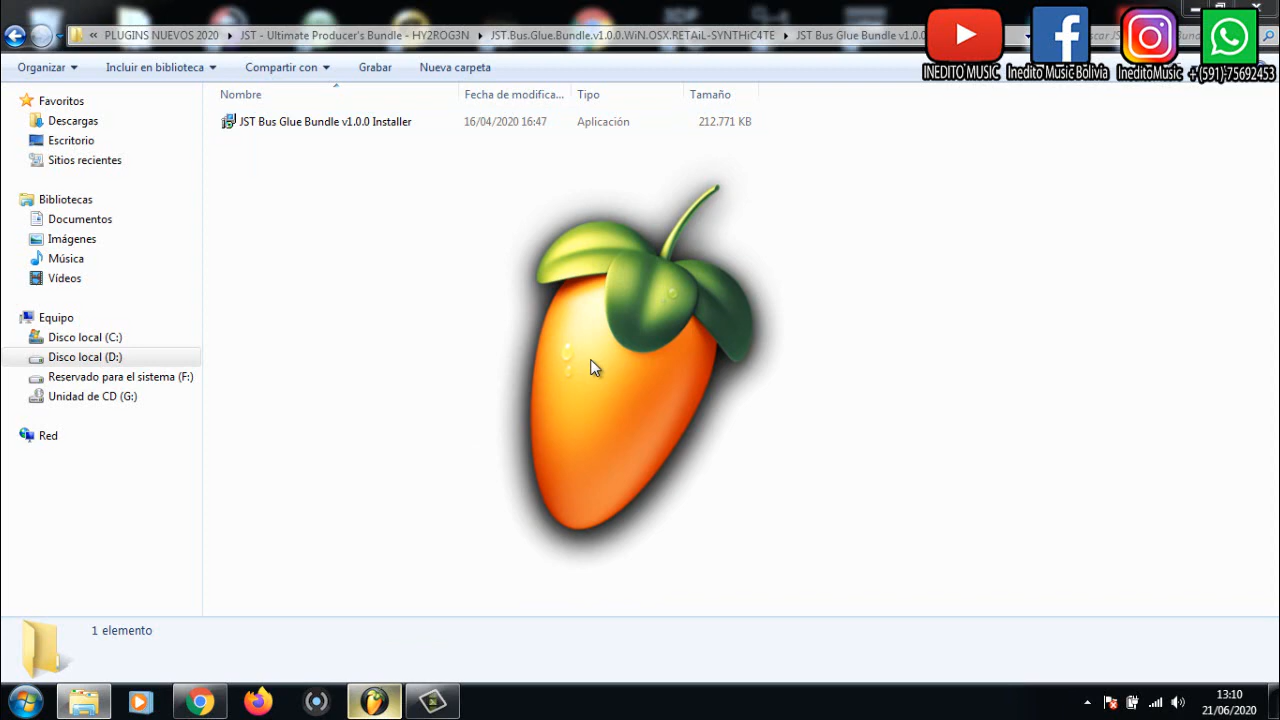 PLUGINS NUEVOS 2020 JST - Ultimate Producer's Bundle - HY2ROG3N JST.Bus.Glue.Bundle.v1.0.0.WiN.OSX.RETAiL-SYNTHiC4TE JST Bus Glue Bundle v1.0.0
INEDITO MUSIC Inedito Music Bolivia IneditoMusic +(591)-75692453
Organizar Incluir en biblioteca Compartir con Grabar Nueva carpeta
Nombre Fecha de modifica... Tipo Tamaño
JST Bus Glue Bundle v1.0.0 Installer 16/04/2020 16:47 Aplicación 212.771 KB
Favoritos
Descargas
Escritorio
Sitios recientes
Bibliotecas
Documentos
Imágenes
Música
Vídeos
Equipo
Disco local (C:)
Disco local (D:)
Reservado para el sistema (F:)
Unidad de CD (G:)
Red
1 elemento
13:10
21/06/2020